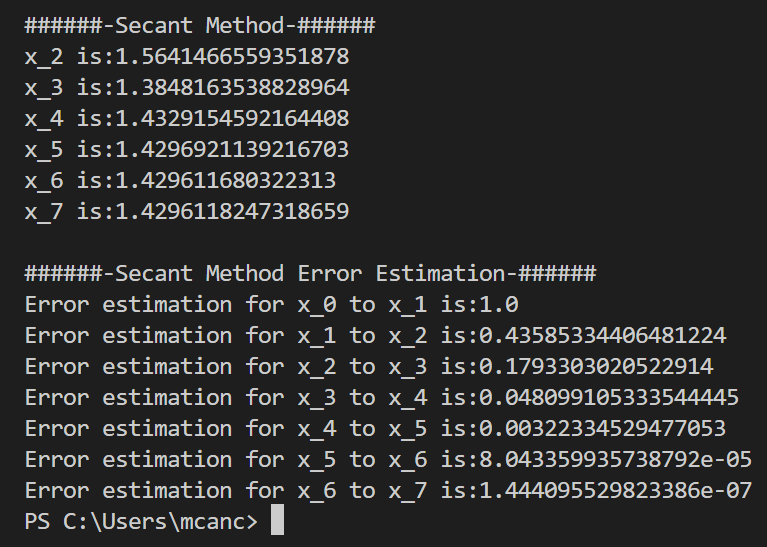 ######-Secant Method-######
x_2 is:1.5641466559351878
x_3 is:1.3848163538828964
x_4 is:1.4329154592164408
x_5 is:1.4296921139216703
x_6 is:1.429611680322313
x_7 is:1.4296118247318659
######-Secant Method Error Estimation-######
Error estimation for x_0 to x_1 is:1.0
Error estimation for x_1 to x_2 is:0.43585334406481224
Error estimation for x_2 to x_3 is:0.1793303020522914
Error estimation for x_3 to x_4 is:0.048099105333544445
Error estimation for x_4 to x_5 is:0.00322334529477053
Error estimation for x_5 to x_6 is:8.043359935738792e-05
Error estimation for x_6 to x_7 is:1.444095529823386e-07
PS C:\Users\mcanc>